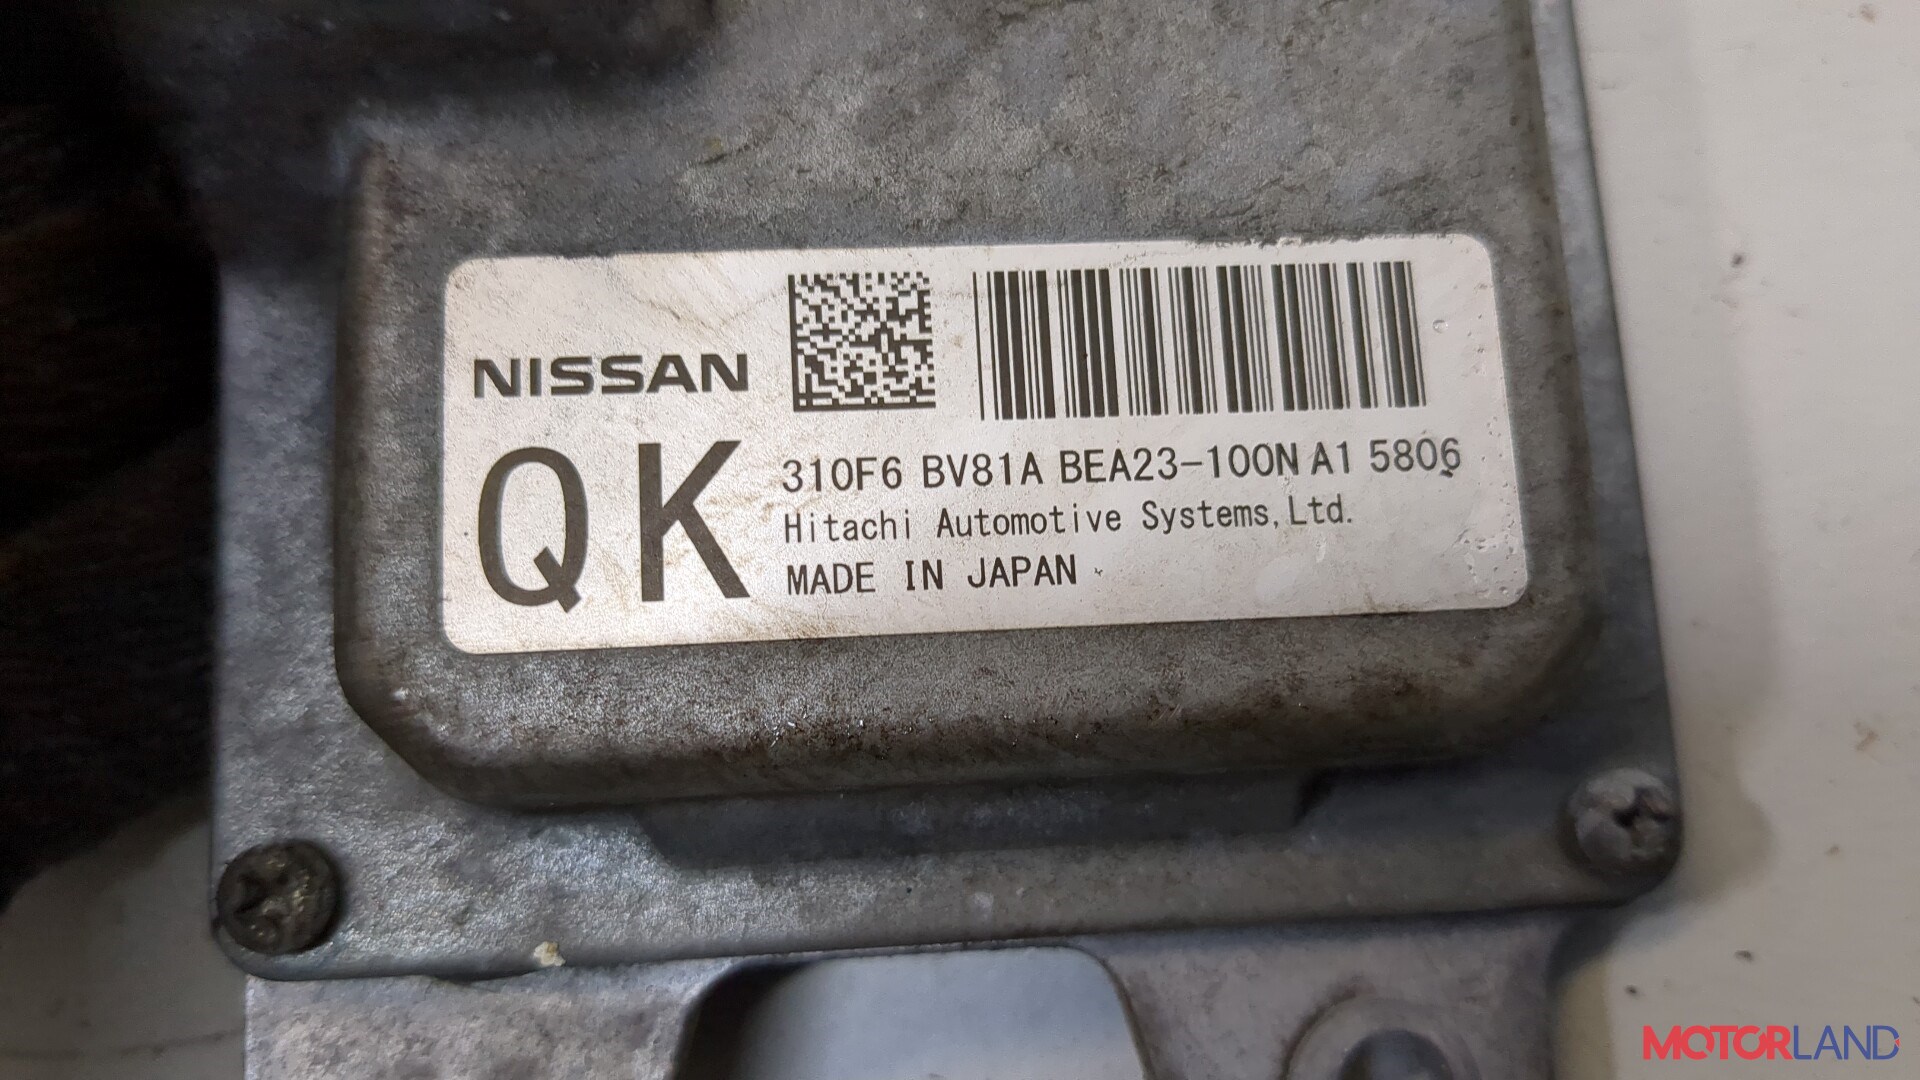 NISSAN
QK
310F6 BV81A BEA23-100N A1 5806
Hitachi Automotive Systems, Ltd.
MADE IN JAPAN
MOTORLAND